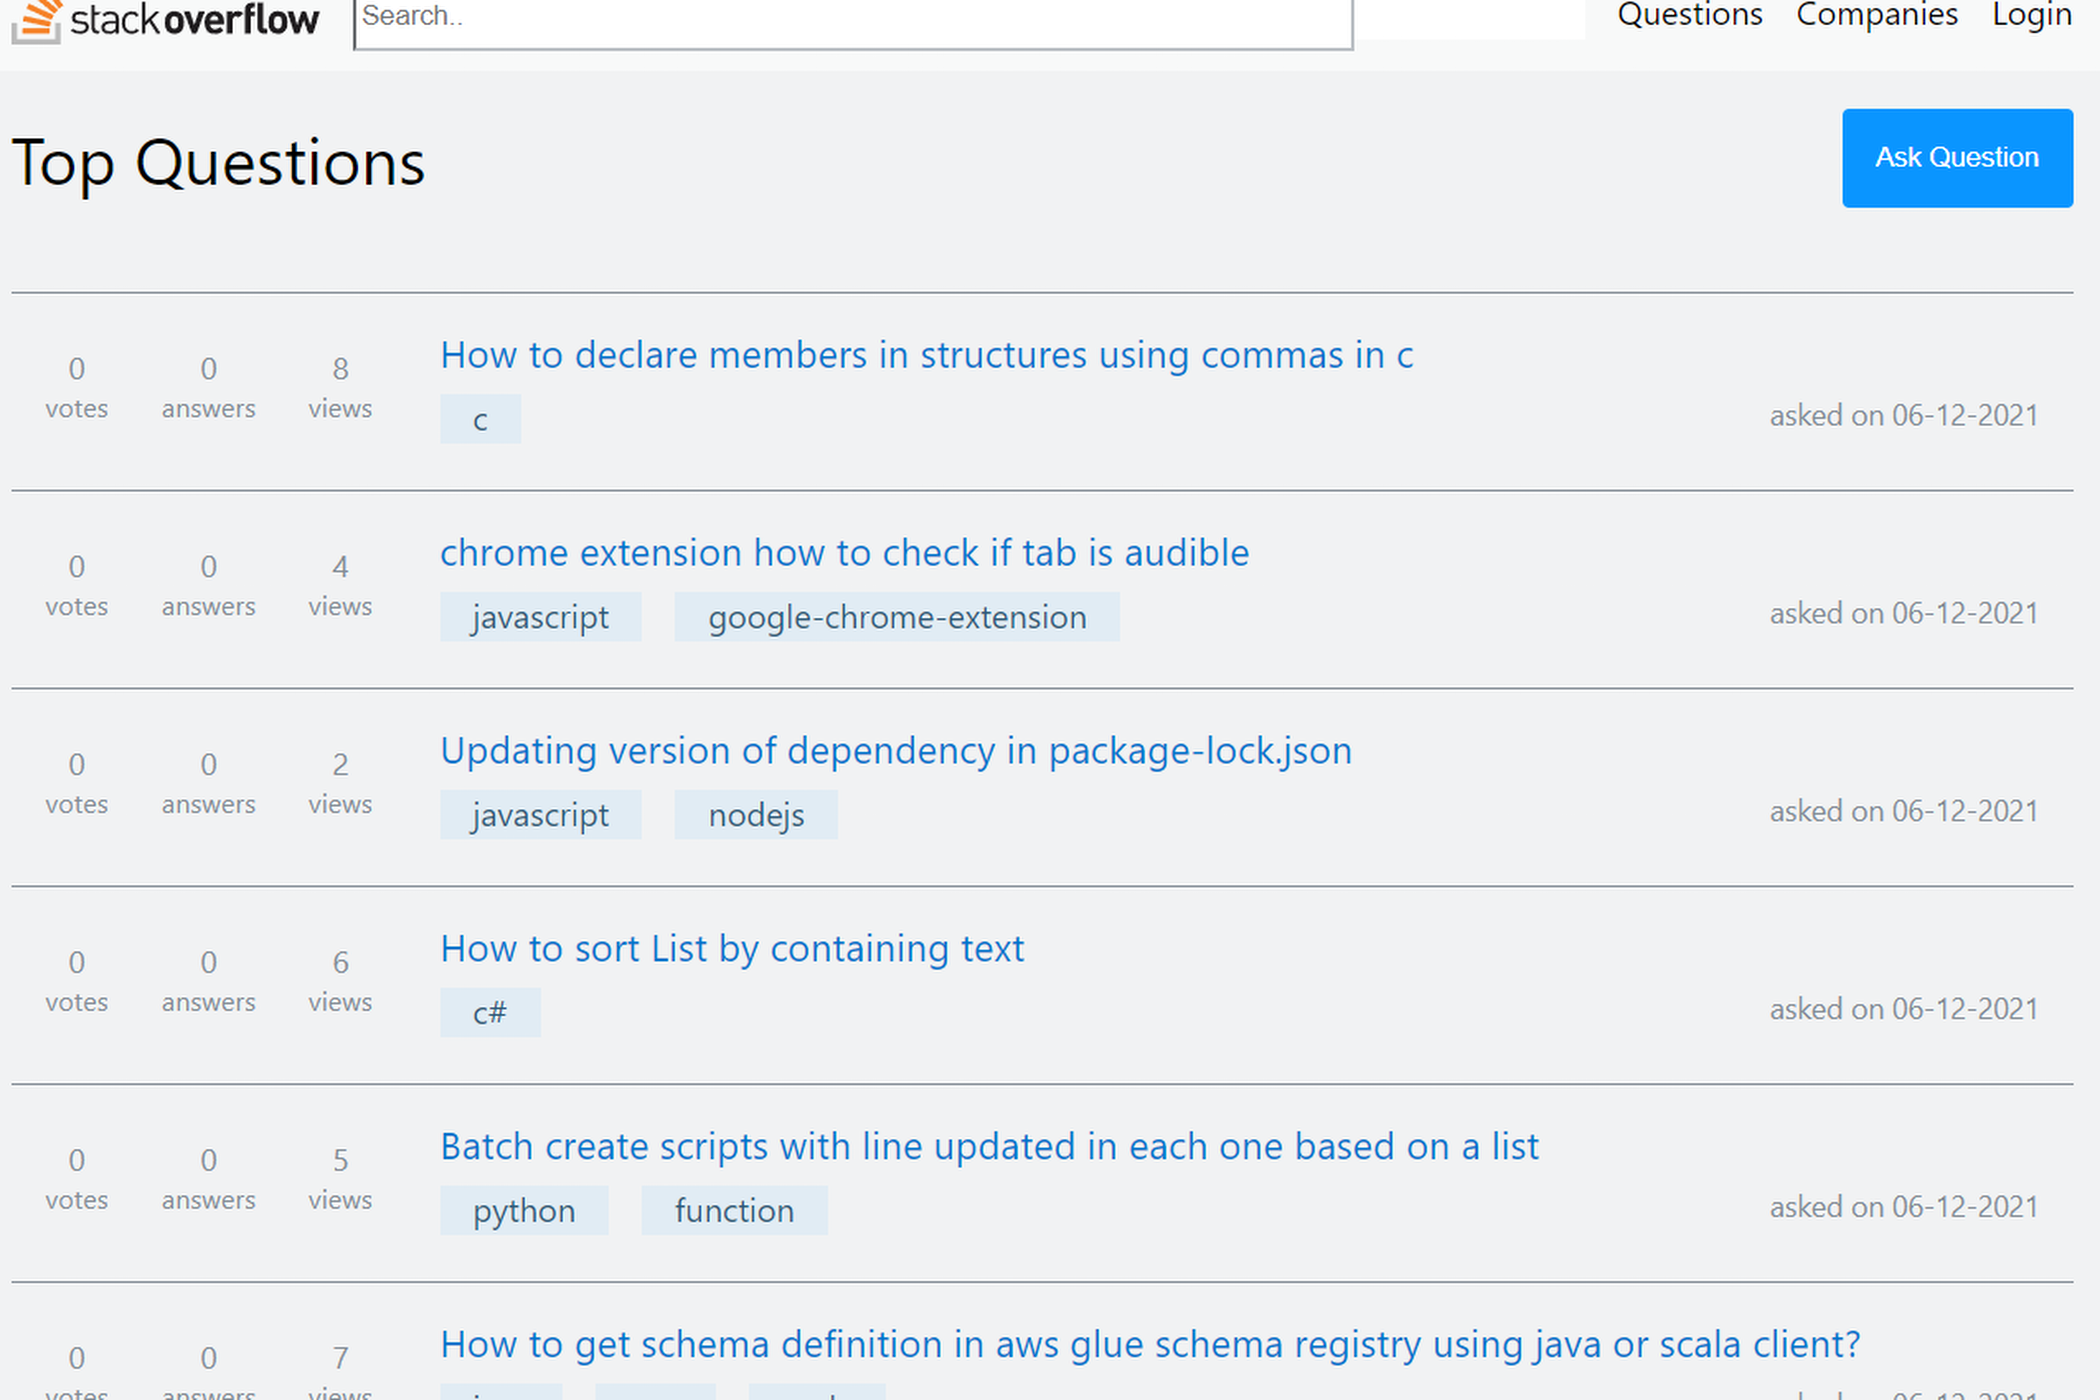 stackoverflow Search.. Questions Companies Login
Top Questions
Ask Question
0 0 8
votes answers views
How to declare members in structures using commas in c
c
asked on 06-12-2021
0 0 4
votes answers views
chrome extension how to check if tab is audible
javascript google-chrome-extension
asked on 06-12-2021
0 0 2
votes answers views
Updating version of dependency in package-lock.json
javascript nodejs
asked on 06-12-2021
0 0 6
votes answers views
How to sort List by containing text
c#
asked on 06-12-2021
0 0 5
votes answers views
Batch create scripts with line updated in each one based on a list
python function
asked on 06-12-2021
0 0 7
votes answers views
How to get schema definition in aws glue schema registry using java or scala client?
asked on 06-12-2021